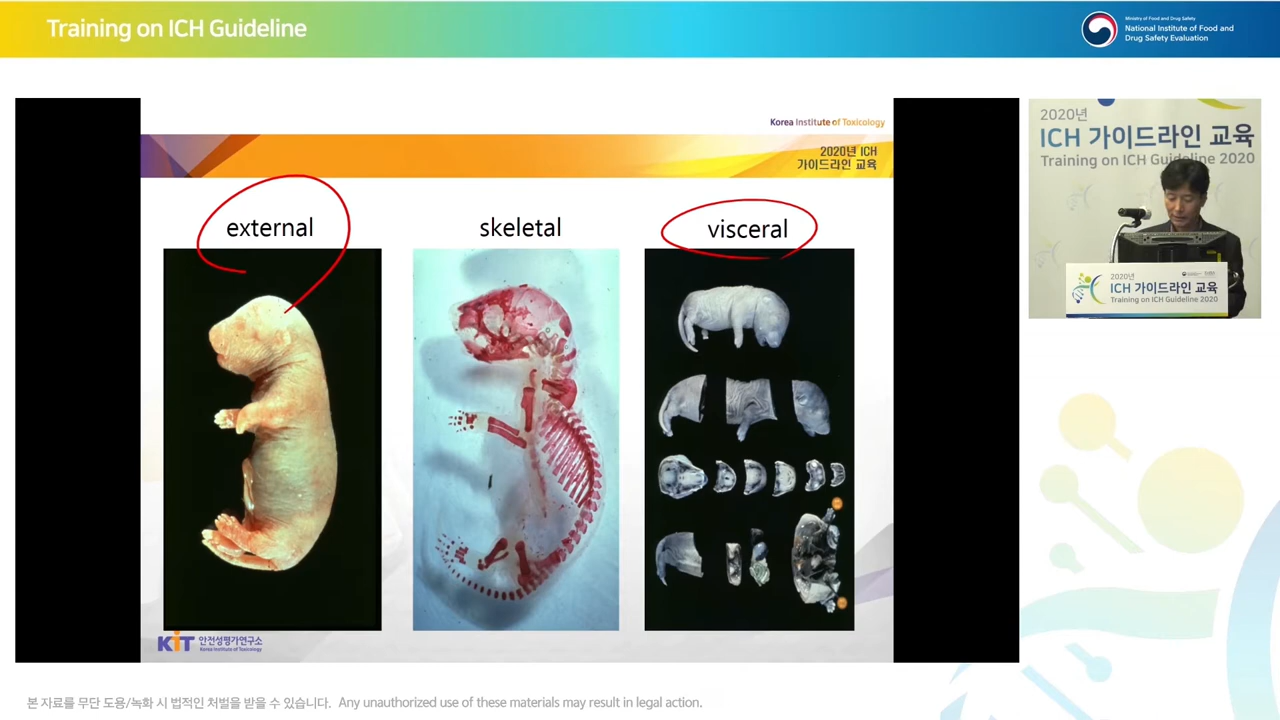 Training on ICH Guideline
Ministry of Food and Drug Safety
National Institute of Food and
Drug Safety Evaluation
Korea Institute of Toxicology
2020년 ICH
가이드라인 교육
external
skeletal
visceral
KIT 안전성평가연구소
Korea Institute of Toxicology
2020년
ICH 가이드라인 교육
Training on ICH Guideline 2020
2020년
ICH 가이드라인 교육
Training on ICH Guideline 2020
본 자료를 무단 도용/녹화 시 법적인 처벌을 받을 수 있습니다. Any unauthorized use of these materials may result in legal action.